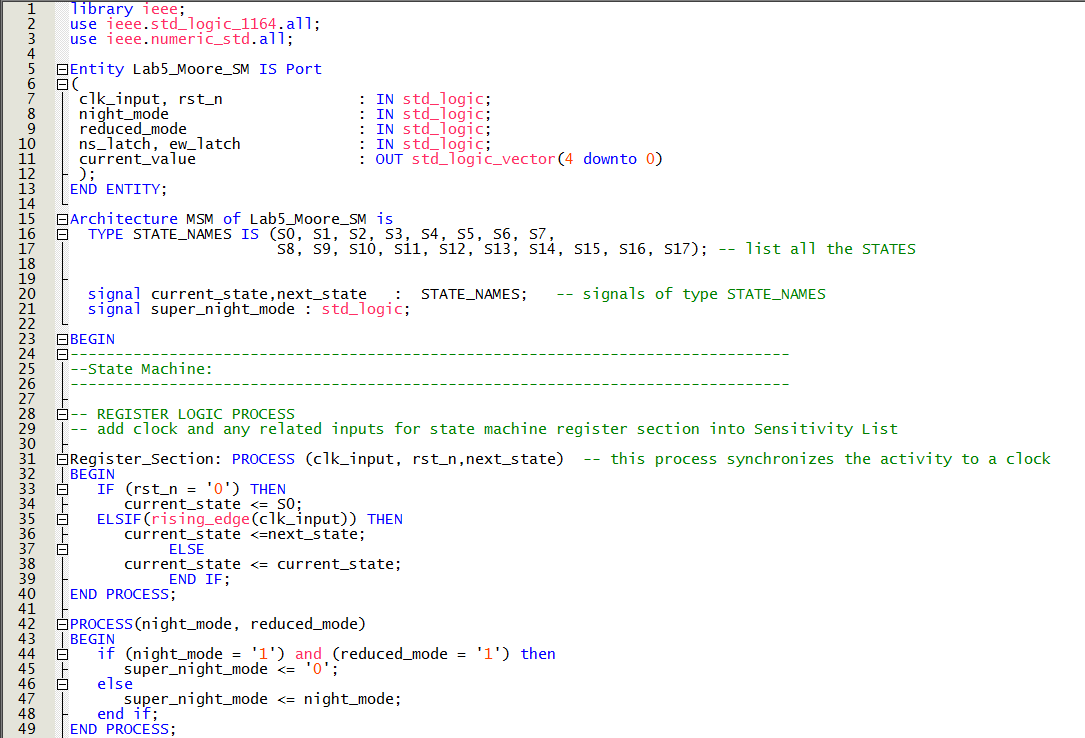 1 library ieee;
2 use ieee.std_logic_1164.all;
3 use ieee.numeric_std.all;
4
5 Entity Lab5_Moore_SM IS Port
6 (
7 clk_input, rst_n : IN std_logic;
8 night_mode : IN std_logic;
9 reduced_mode : IN std_logic;
10 ns_latch, ew_latch : IN std_logic;
11 current_value : OUT std_logic_vector(4 downto 0)
12 );
13 END ENTITY;
14
15 Architecture MSM of Lab5_Moore_SM is
16 TYPE STATE_NAMES IS (S0, S1, S2, S3, S4, S5, S6, S7,
17 S8, S9, S10, S11, S12, S13, S14, S15, S16, S17); -- list all the STATES
18
19
20 signal current_state,next_state : STATE_NAMES; -- signals of type STATE_NAMES
21 signal super_night_mode : std_logic;
22
23 BEGIN
24 --------------------------------------------------------------------------------
25 --State Machine:
26 --------------------------------------------------------------------------------
27
28 -- REGISTER LOGIC PROCESS
29 -- add clock and any related inputs for state machine register section into Sensitivity List
30
31 Register_Section: PROCESS (clk_input, rst_n,next_state) -- this process synchronizes the activity to a clock
32 BEGIN
33 IF (rst_n = '0') THEN
34 current_state <= S0;
35 ELSIF(rising_edge(clk_input)) THEN
36 current_state <=next_state;
37 ELSE
38 current_state <= current_state;
39 END IF;
40 END PROCESS;
41
42 PROCESS(night_mode, reduced_mode)
43 BEGIN
44 if (night_mode = '1') and (reduced_mode = '1') then
45 super_night_mode <= '0';
46 else
47 super_night_mode <= night_mode;
48 end if;
49 END PROCESS;